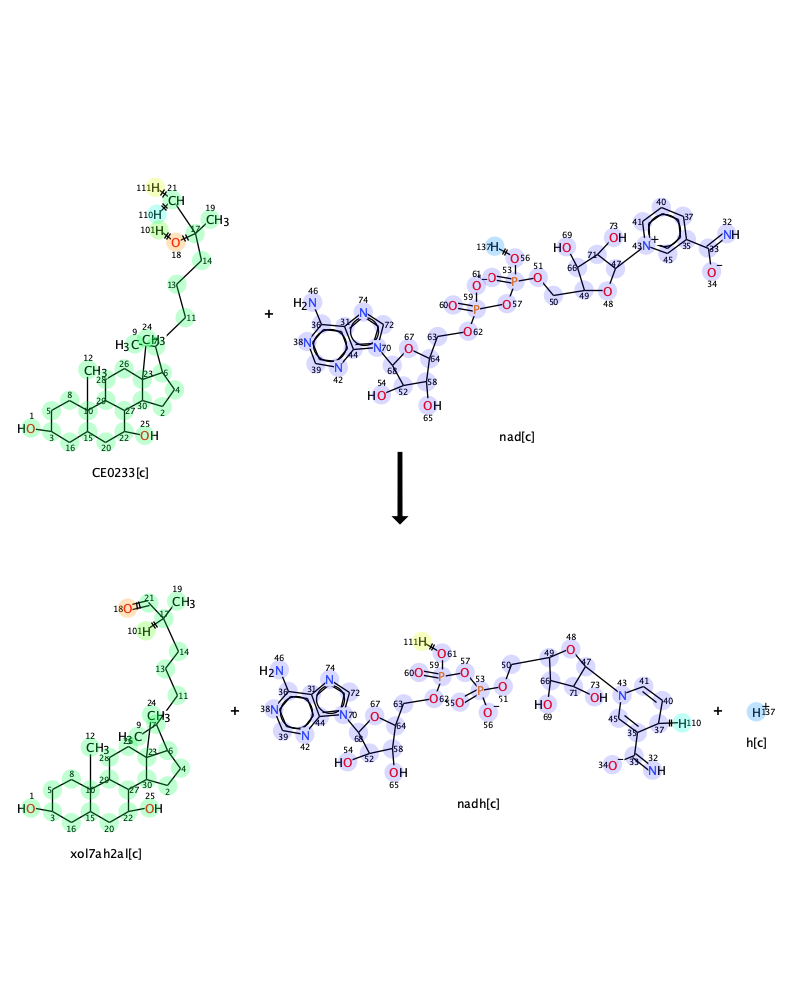 111 H 21
CH 19
110 H CH3
101 H 17
O
18
14
13
11
24
9 CH3
H3C
12 26
CH3 23 6
28
8 29 4
1 5 10 27 30 2
HO 25
3 15 22 OH
16 20
CE0233[c]
+
46
H2N 74
36 31 N 72
38 N
44 N 70
39 N
42
137 H 56
O
61 53
O− O P O 51
59 57
60 O P O 50
O 62
63
67
O 64
68
54 58
HO 52
OH
65
69 73
HO OH
71
66 47
49 O
48
40
41 37
43 N+ 35 32
45 33 NH
O−
34
nad[c]
21 19
18 O CH3
17
101 H
14
13
11
24
CH3
9
H3C
12
CH3 23 6
28
8 29 4
1 5 10 27 30 2 25
HO OH
3 15 22
16 20
xol7ah2al[c]
+
46
H2N 74
36 31 N 72
38 N
44 N 70
39 N
42
111 H
O 61
59 57
60 O P O 53
O 62 P O 51
55 O
O−
56
63
67
O 64
68
54 58
HO 52
OH
65
50 49 48
O
47
66 73
HO 71 OH
69
43 41
N 40
45 37 H 110
35
33 32
34 O− NH
nadh[c]
+
H+ 137
h[c]